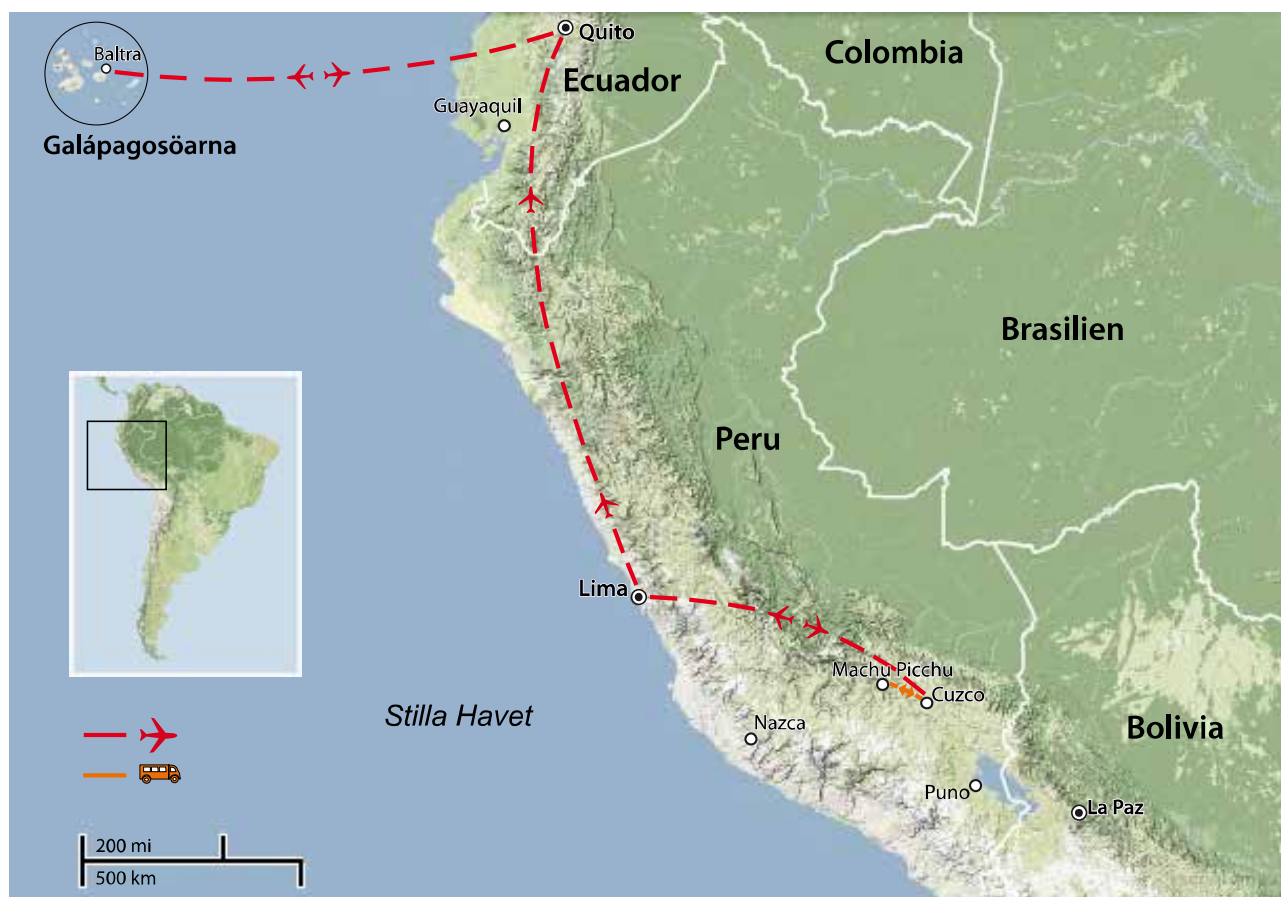 Baltra
Quito
Colombia
Ecuador
Guayaquil
Galápagosöarna
Brasilien
Peru
Lima
Machu Picchu
Cuzco
Stilla Havet
Nazca
Bolivia
Puno
La Paz
200 mi
500 km